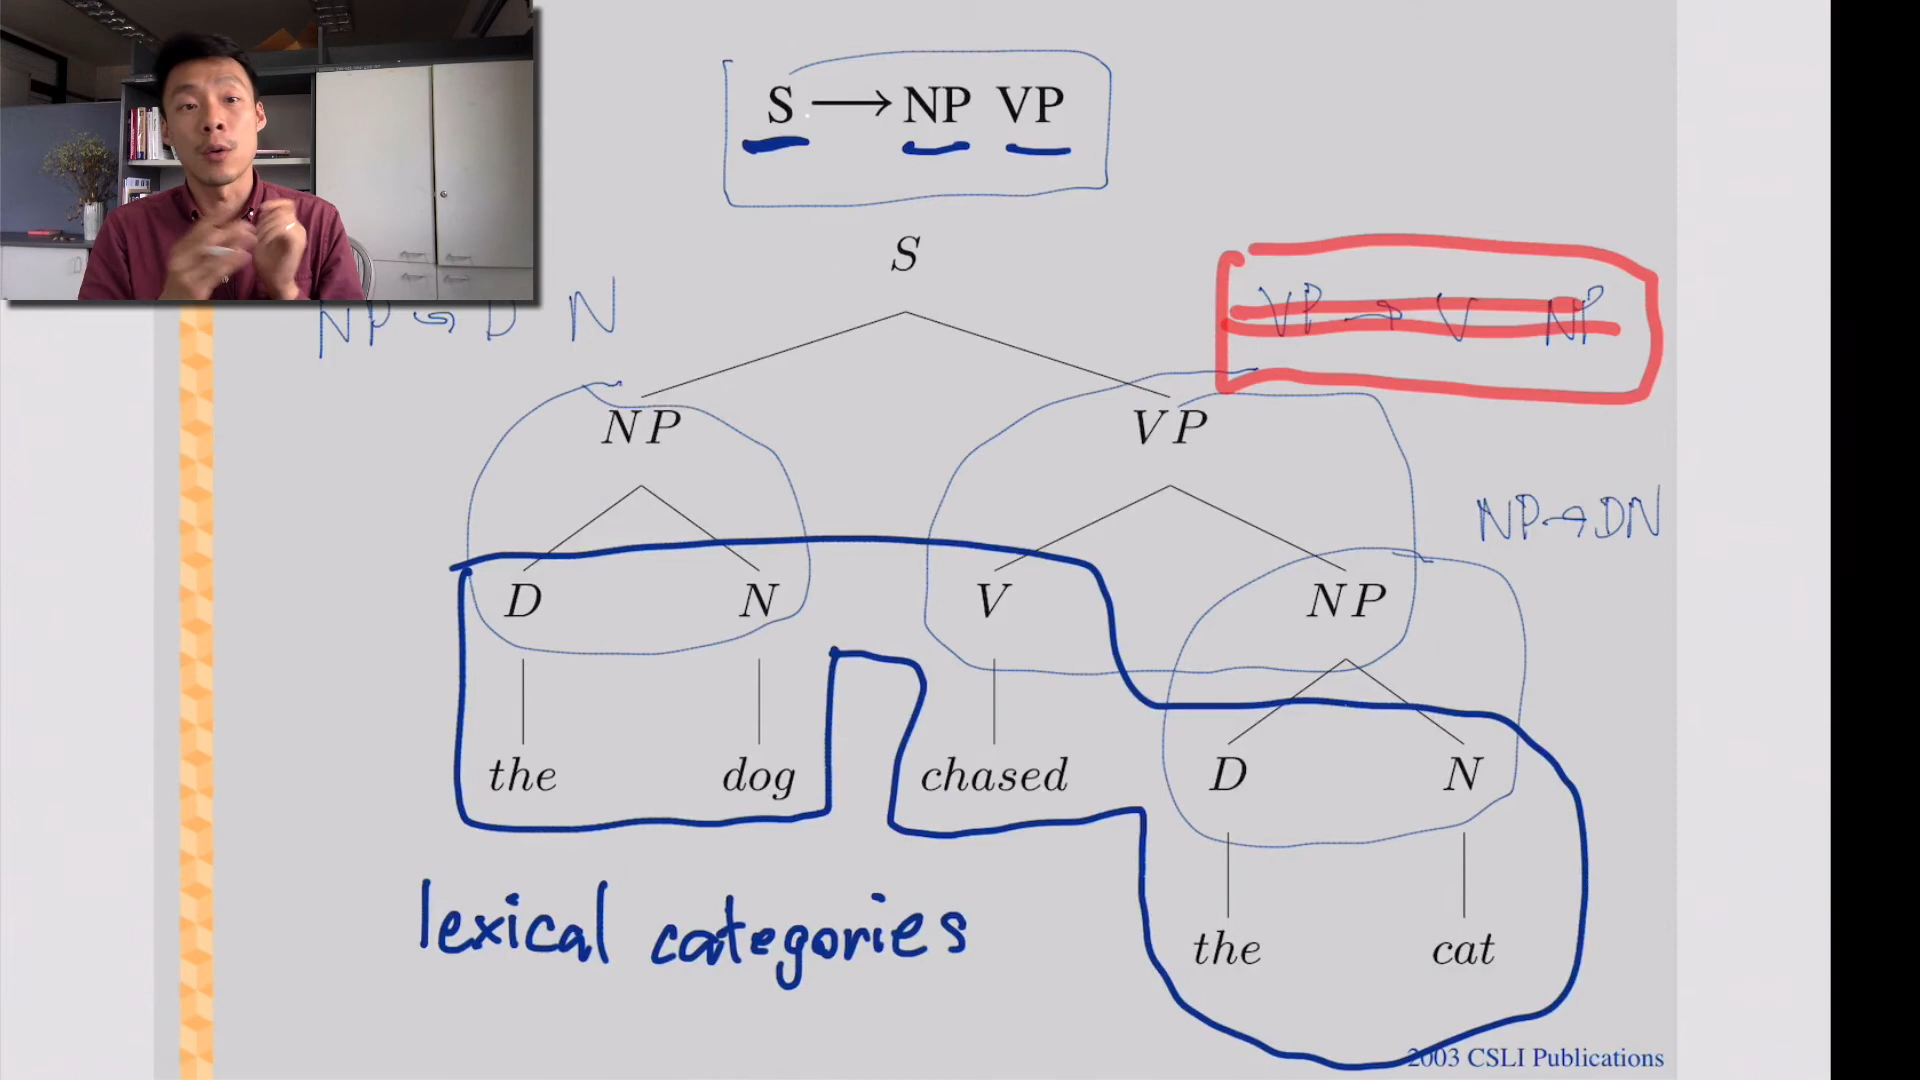 S → NP VP
S
NP → D N
VP → V NP
NP VP
NP → DN
D N V NP
the dog chased D N
lexical categories
the cat
2003 CSLI Publications